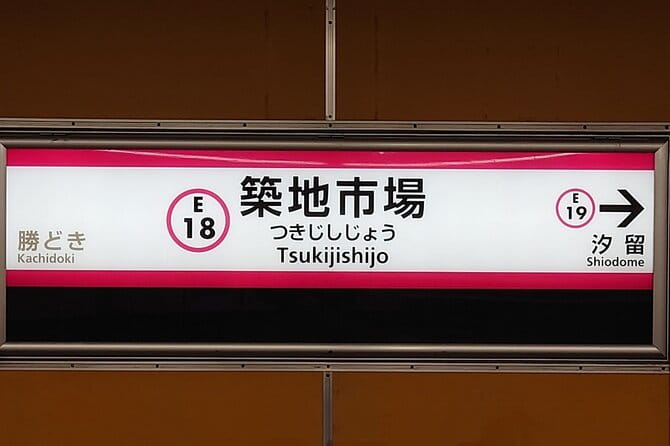 勝どき
Kachidoki
E
18
築地市場
つきじしじょう
Tsukijishijo
E
19
汐留
Shiodome